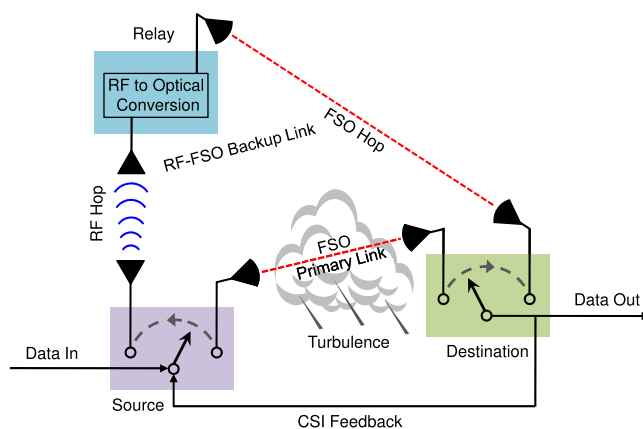 Relay
RF to Optical
Conversion
FSO Hop
RF-FSO Backup Link
RF Hop
FSO
Primary Link
Data In
Turbulence
Data Out
Destination
Source
CSI Feedback